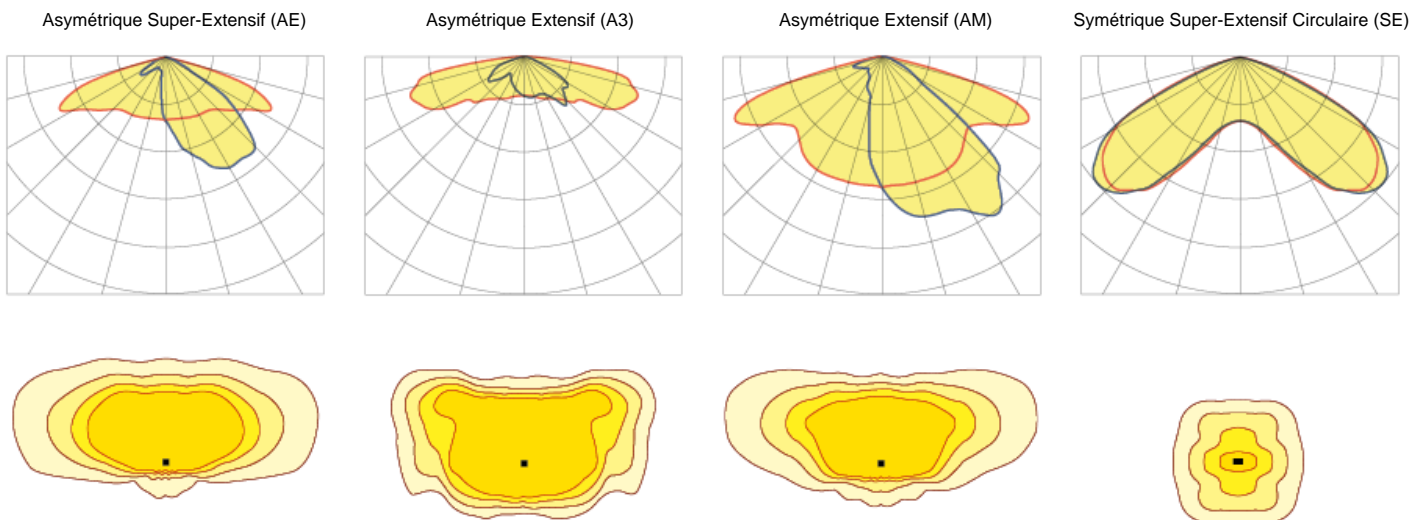 Asymétrique Super-Extensif (AE)
Asymétrique Extensif (A3)
Asymétrique Extensif (AM)
Symétrique Super-Extensif Circulaire (SE)